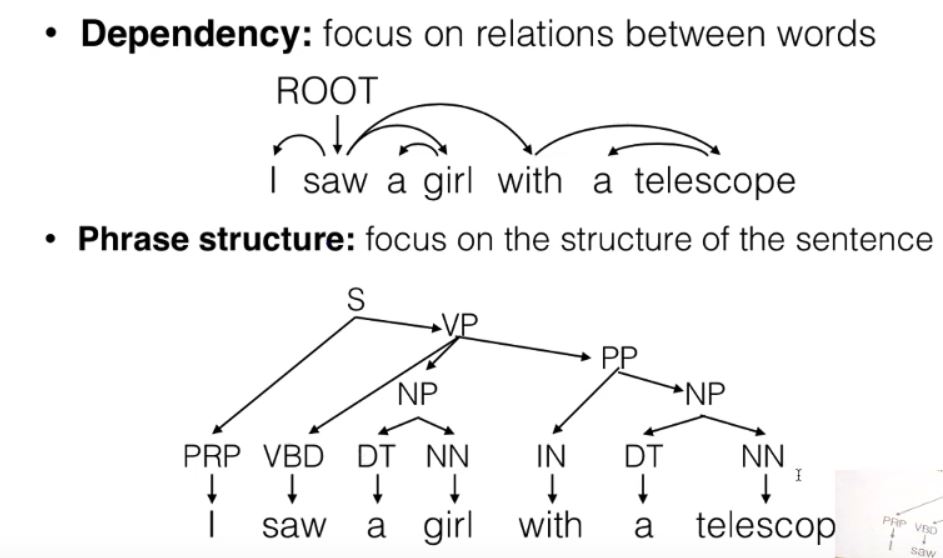 • Dependency: focus on relations between words
ROOT
I saw a girl with a telescope
• Phrase structure: focus on the structure of the sentence
S
VP
PP
NP
NP
PRP VBD DT NN IN DT NN
I saw a girl with a telescop
PRP VBD
I saw